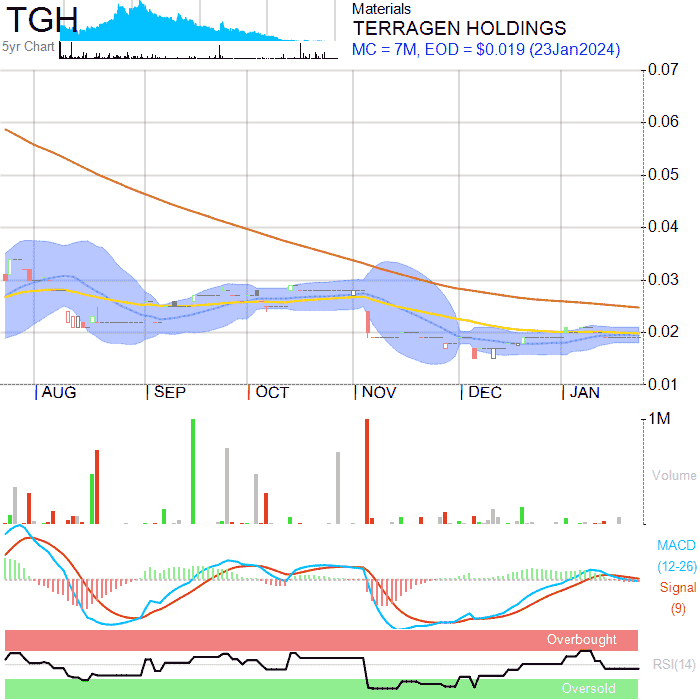 TGH
5yr Chart
Materials
TERRAGEN HOLDINGS
MC = 7M, EOD = $0.019 (23Jan2024)
0.07
0.06
0.05
0.04
0.03
0.02
0.01
AUG SEP OCT NOV DEC JAN
1M
Volume
MACD
(12-26)
Signal
(9)
Overbought
RSI(14)
Oversold